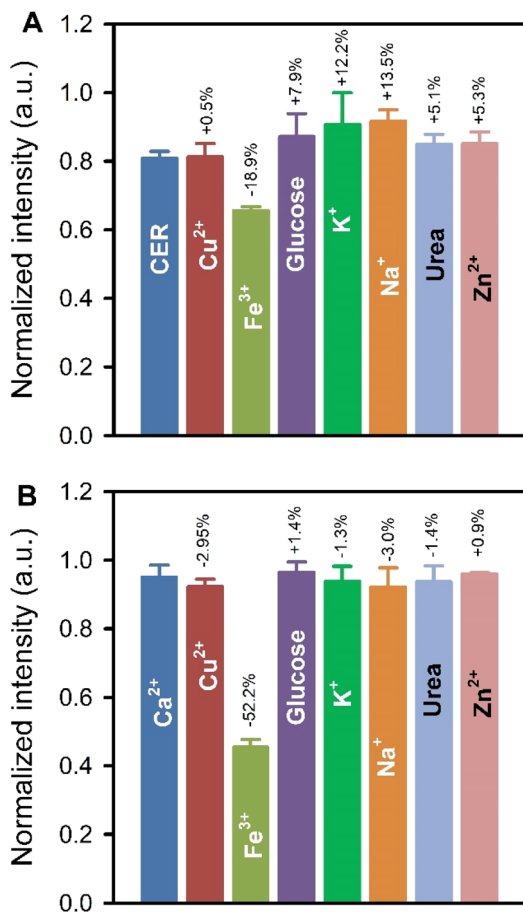 A
Normalized intensity (a.u.)
1.2
1.0
0.8
0.6
0.4
0.2
0.0
+0.5%
-18.9%
+7.9%
+12.2%
+13.5%
+5.1%
+5.3%
CER
Cu²⁺
Fe³⁺
Glucose
K⁺
Na⁺
Urea
Zn²⁺
B
Normalized intensity (a.u.)
1.2
1.0
0.8
0.6
0.4
0.2
0.0
-2.95%
-52.2%
+1.4%
-1.3%
-3.0%
-1.4%
+0.9%
Ca²⁺
Cu²⁺
Fe³⁺
Glucose
K⁺
Na⁺
Urea
Zn²⁺